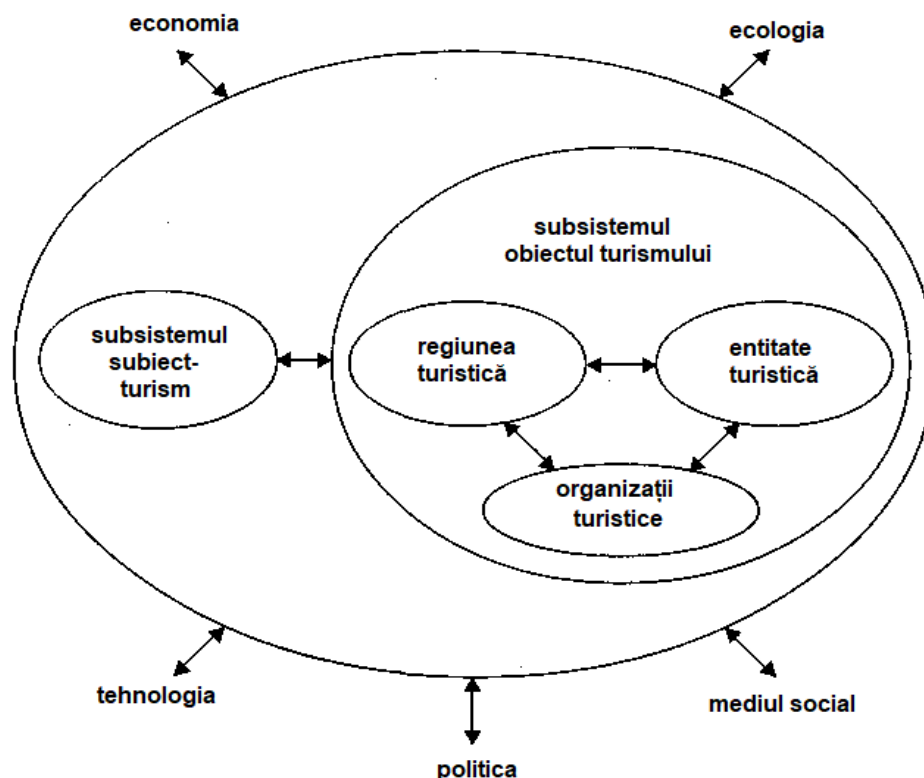 economia
ecologia
subsistemul
obiectul turismului
subsistemul
subiect-
turism
regiunea
turistică
entitate
turistică
organizații
turistice
tehnologia
mediul social
politica